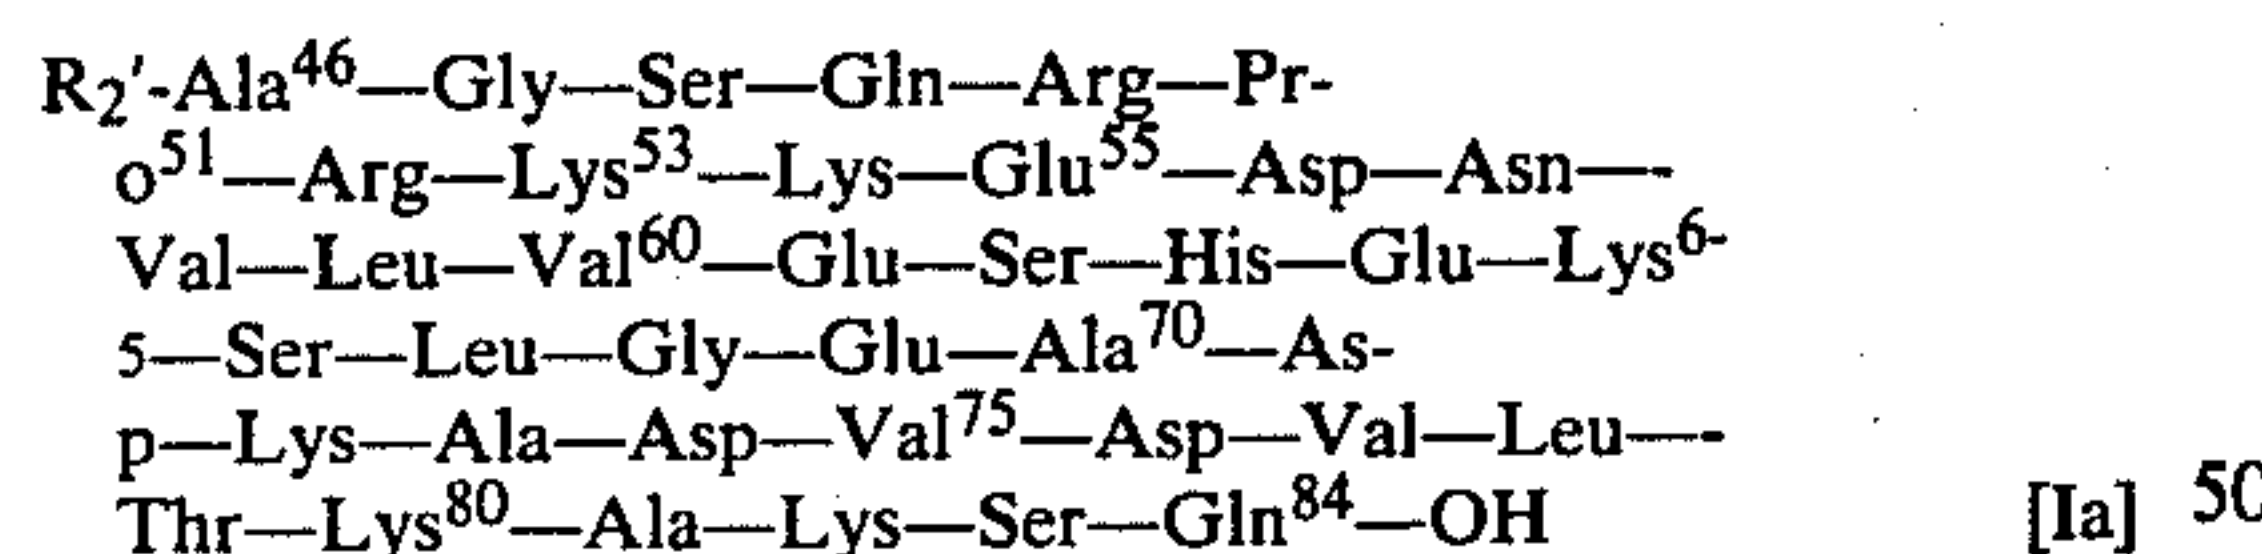 R₂'-Ala⁴⁶—Gly—Ser—Gln—Arg—Pr-
o⁵¹—Arg—Lys⁵³—Lys—Glu⁵⁵—Asp—Asn—-
Val—Leu—Val⁶⁰—Glu—Ser—His—Glu—Lys⁶-
5—Ser—Leu—Gly—Glu—Ala⁷⁰—As-
p—Lys—Ala—Asp—Val⁷⁵—Asp—Val—Leu—-
Thr—Lys⁸⁰—Ala—Lys—Ser—Gln⁸⁴—OH [Ia] 50